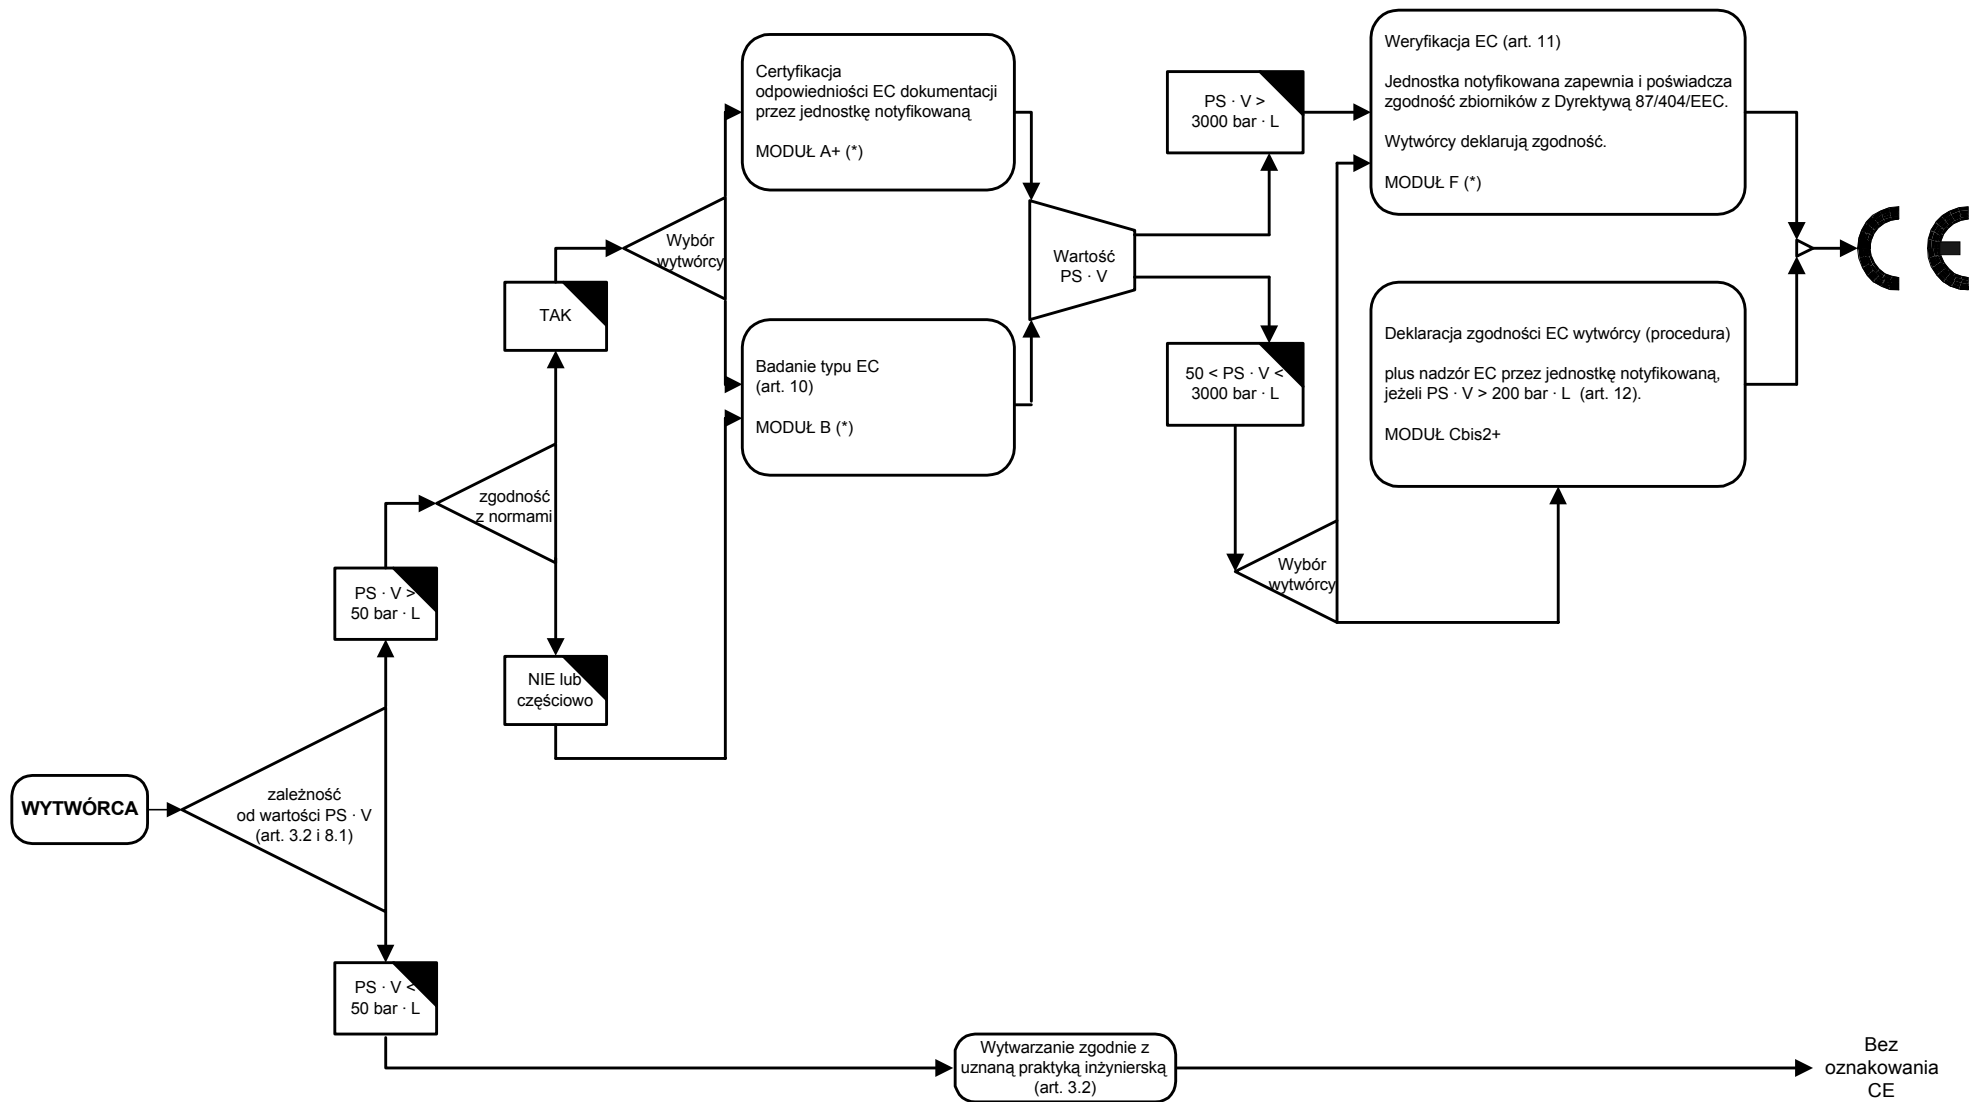 WYTWÓRCA
zależność
od wartości PS · V
(art. 3.2 i 8.1)
PS · V >
50 bar · L
PS · V <
50 bar · L
zgodność
z normami
TAK
NIE lub
częściowo
Wybór
wytwórcy
Certyfikacja
odpowiedniości EC dokumentacji
przez jednostkę notyfikowaną
MODUŁ A+ (*)
Badanie typu EC
(art. 10)
MODUŁ B (*)
Wartość
PS · V
PS · V >
3000 bar · L
50 < PS · V <
3000 bar · L
Wybór
wytwórcy
Weryfikacja EC (art. 11)
Jednostka notyfikowana zapewnia i poświadcza
zgodność zbiorników z Dyrektywą 87/404/EEC.
Wytwórcy deklarują zgodność.
MODUŁ F (*)
Deklaracja zgodności EC wytwórcy (procedura)
plus nadzór EC przez jednostkę notyfikowaną,
jeżeli PS · V > 200 bar · L (art. 12).
MODUŁ Cbis2+
CE
Wytwarzanie zgodnie z
uznaną praktyką inżynierską
(art. 3.2)
Bez
oznakowania
CE